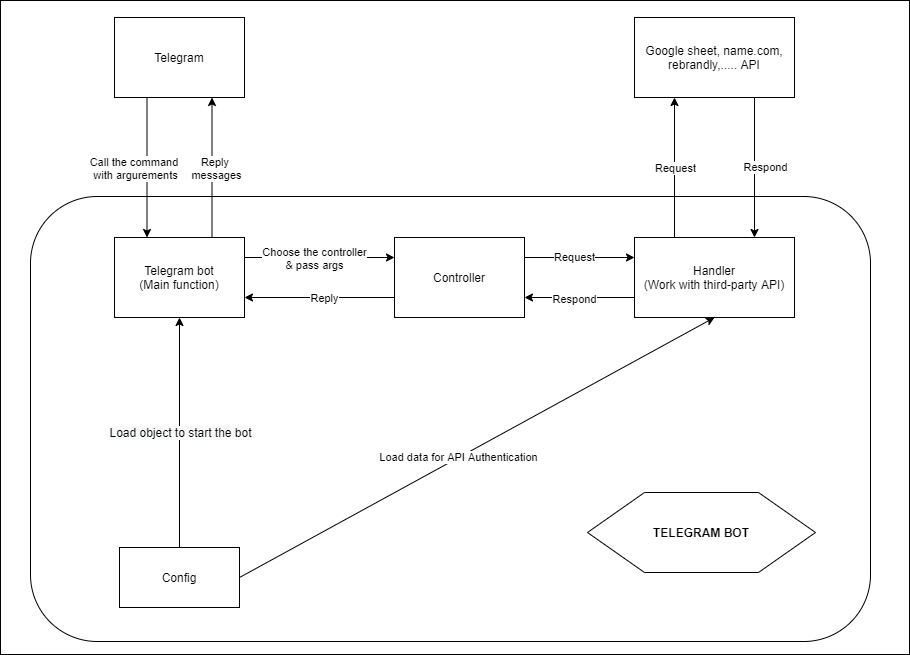 Telegram
Google sheet, name.com,
rebrandly,..... API
Call the command
with argurements
Reply
messages
Request
Respond
Telegram bot
(Main function)
Choose the controller
& pass args
Reply
Controller
Request
Respond
Handler
(Work with third-party API)
Load object to start the bot
Load data for API Authentication
TELEGRAM BOT
Config